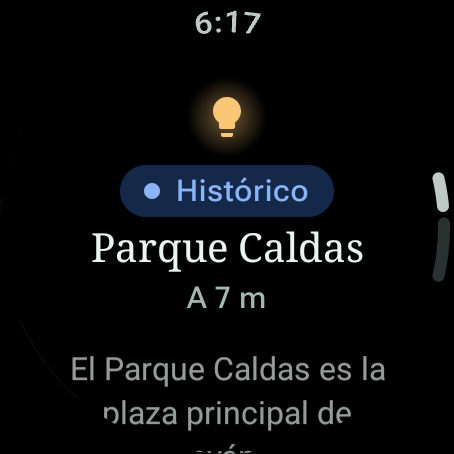 6:17
Histórico
Parque Caldas
A 7 m
El Parque Caldas es la
plaza principal de